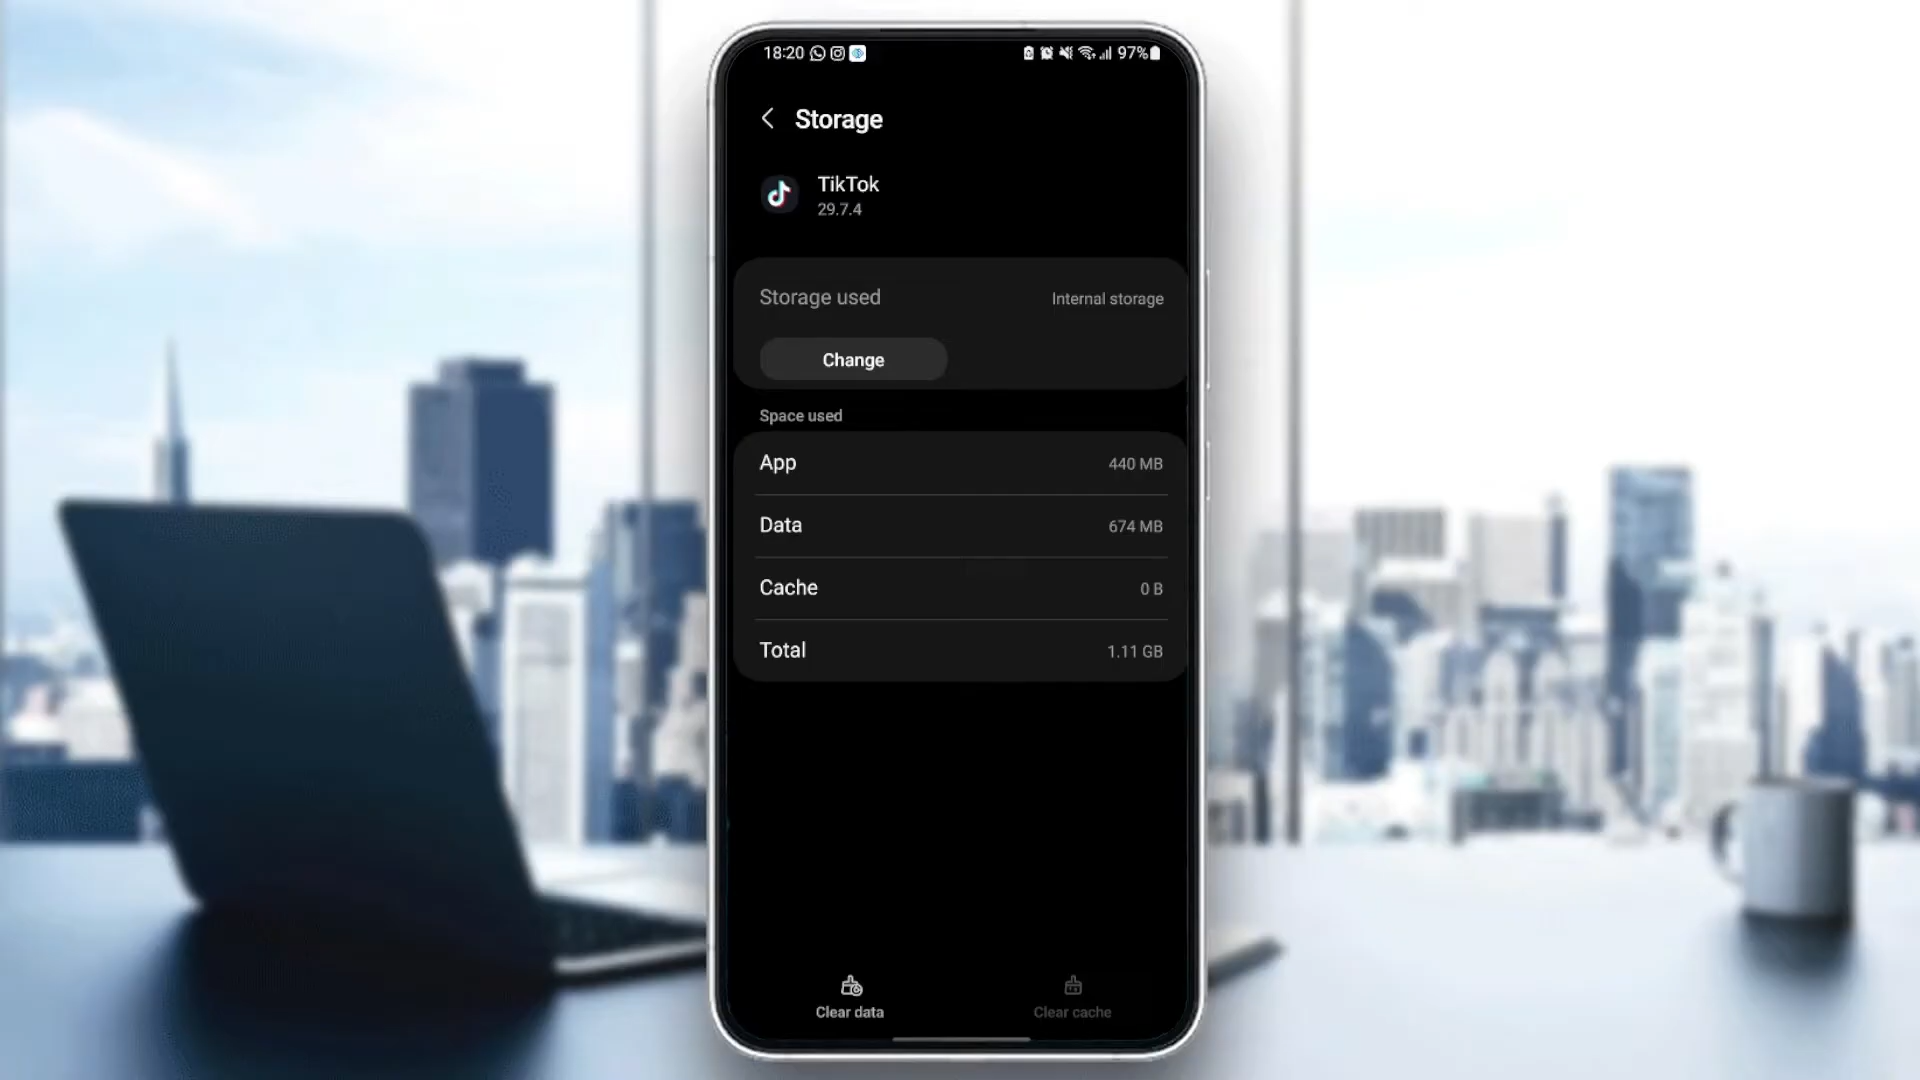 18:20 97%
Storage
TikTok
29.7.4
Storage used Internal storage
Change
Space used
App 440 MB
Data 674 MB
Cache 0 B
Total 1.11 GB
Clear data Clear cache